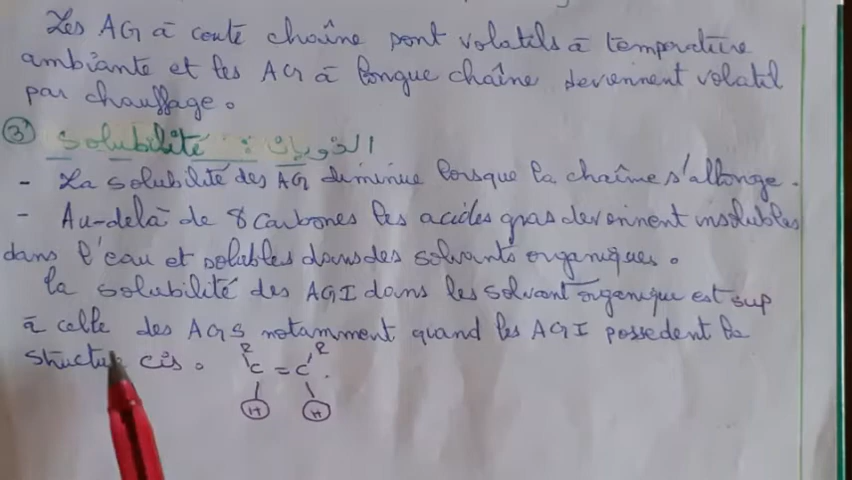 Les AG à coute chaîne sont volatils à température
ambiante et les AG à longue chaîne deviennent volatil
par chauffage.
③ Solubilité : الذوبان
- La solubilité des AG diminue lorsque la chaîne s'allonge.
- Au-delà de 8 carbones les acides gras deviennent insolubles
dans l'eau et solubles dans des solvants organiques.
la solubilité des AGI dans les solvant organique est sup
à celle des AGS notamment quand les AGI possedent la
structure cis.
R R
C = C .
H H